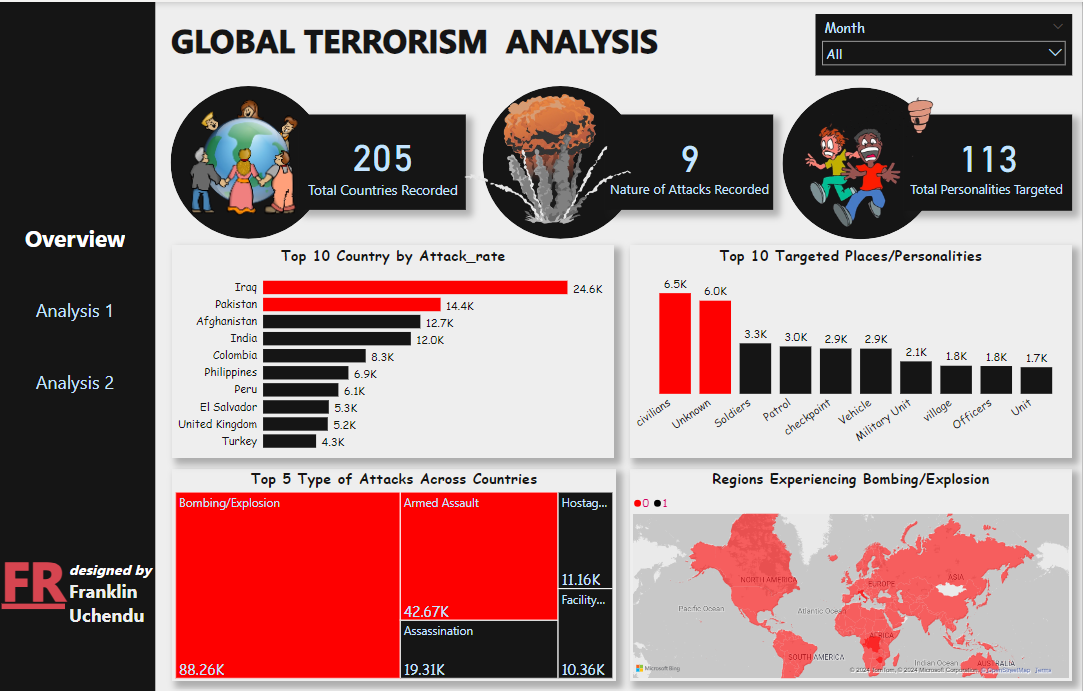 GLOBAL TERRORISM ANALYSIS
Month
All
205
Total Countries Recorded
9
Nature of Attacks Recorded
113
Total Personalities Targeted
Overview
Analysis 1
Analysis 2
FR
designed by
Franklin
Uchendu
Top 10 Country by Attack_rate
Iraq 24.6K
Pakistan 14.4K
Afghanistan 12.7K
India 12.0K
Colombia 8.3K
Philippines 6.9K
Peru 6.1K
El Salvador 5.3K
United Kingdom 5.2K
Turkey 4.3K
Top 10 Targeted Places/Personalities
6.5K 6.0K 3.3K 3.0K 2.9K 2.9K 2.1K 1.8K 1.8K 1.7K
civilians Unknown Soldiers Patrol checkpoint Vehicle Military Unit village Officers Unit
Top 5 Type of Attacks Across Countries
Bombing/Explosion
88.26K
Armed Assault
42.67K
Assassination
19.31K
Hostag...
11.16K
Facility...
10.36K
Regions Experiencing Bombing/Explosion
0 1
NORTH AMERICA
EUROPE
ASIA
Pacific Ocean
Atlantic Ocean
AFRICA
SOUTH AMERICA
Indian Ocean
AUSTRALIA
Microsoft Bing
© 2024 TomTom, © 2024 Microsoft Corporation, © OpenStreetMap Terms